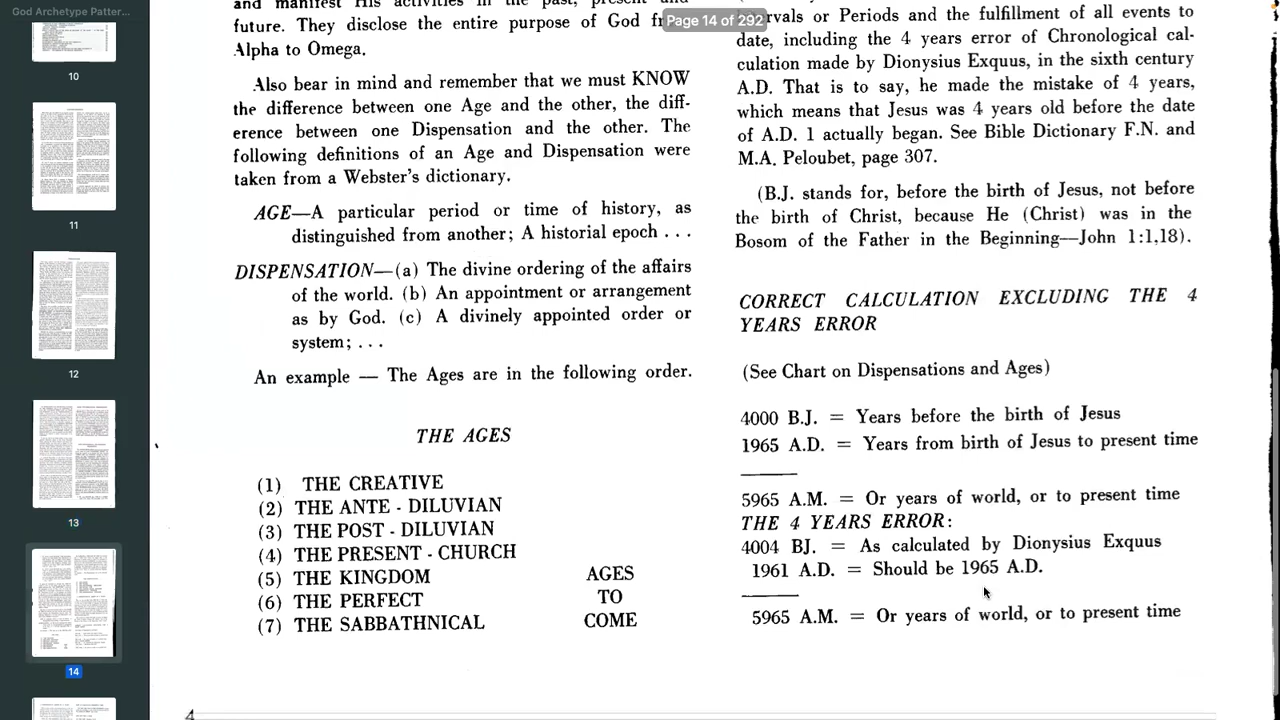 God Archetype Patter...
10
11
12
13
14
Page 14 of 292
and manifest His activities in the past, present and
future. They disclose the entire purpose of God
Alpha to Omega.
Also bear in mind and remember that we must KNOW
the difference between one Age and the other, the diff-
erence between one Dispensation and the other. The
following definitions of an Age and Dispensation were
taken from a Webster's dictionary.
AGE—A particular period or time of history, as
distinguished from another; A historial epoch . . .
DISPENSATION—(a) The divine ordering of the affairs
of the world. (b) An appointment or arrangement
as by God. (c) A divinely appointed order or
system; . . .
An example — The Ages are in the following order.
THE AGES
(1) THE CREATIVE
(2) THE ANTE - DILUVIAN
(3) THE POST - DILUVIAN
(4) THE PRESENT - CHURCH
(5) THE KINGDOM AGES
(6) THE PERFECT TO
(7) THE SABBATHNICAL COME
4
or Periods and the fulfillment of all events to
date, including the 4 years error of Chronological cal-
culation made by Dionysius Exquus, in the sixth century
A.D. That is to say, he made the mistake of 4 years,
which means that Jesus was 4 years old before the date
of A.D. 1 actually began. See Bible Dictionary F.N. and
M.A. Peloubet, page 307.
(B.J. stands for, before the birth of Jesus, not before
the birth of Christ, because He (Christ) was in the
Bosom of the Father in the Beginning—John 1:1,18).
CORRECT CALCULATION EXCLUDING THE 4
YEARS ERROR
(See Chart on Dispensations and Ages)
4000 B.J. = Years before the birth of Jesus
1965 A.D. = Years from birth of Jesus to present time
5965 A.M. = Or years of world, or to present time
THE 4 YEARS ERROR:
4004 BJ. = As calculated by Dionysius Exquus
1961 A.D. = Should be 1965 A.D.
5965 A.M. = Or years of world, or to present time